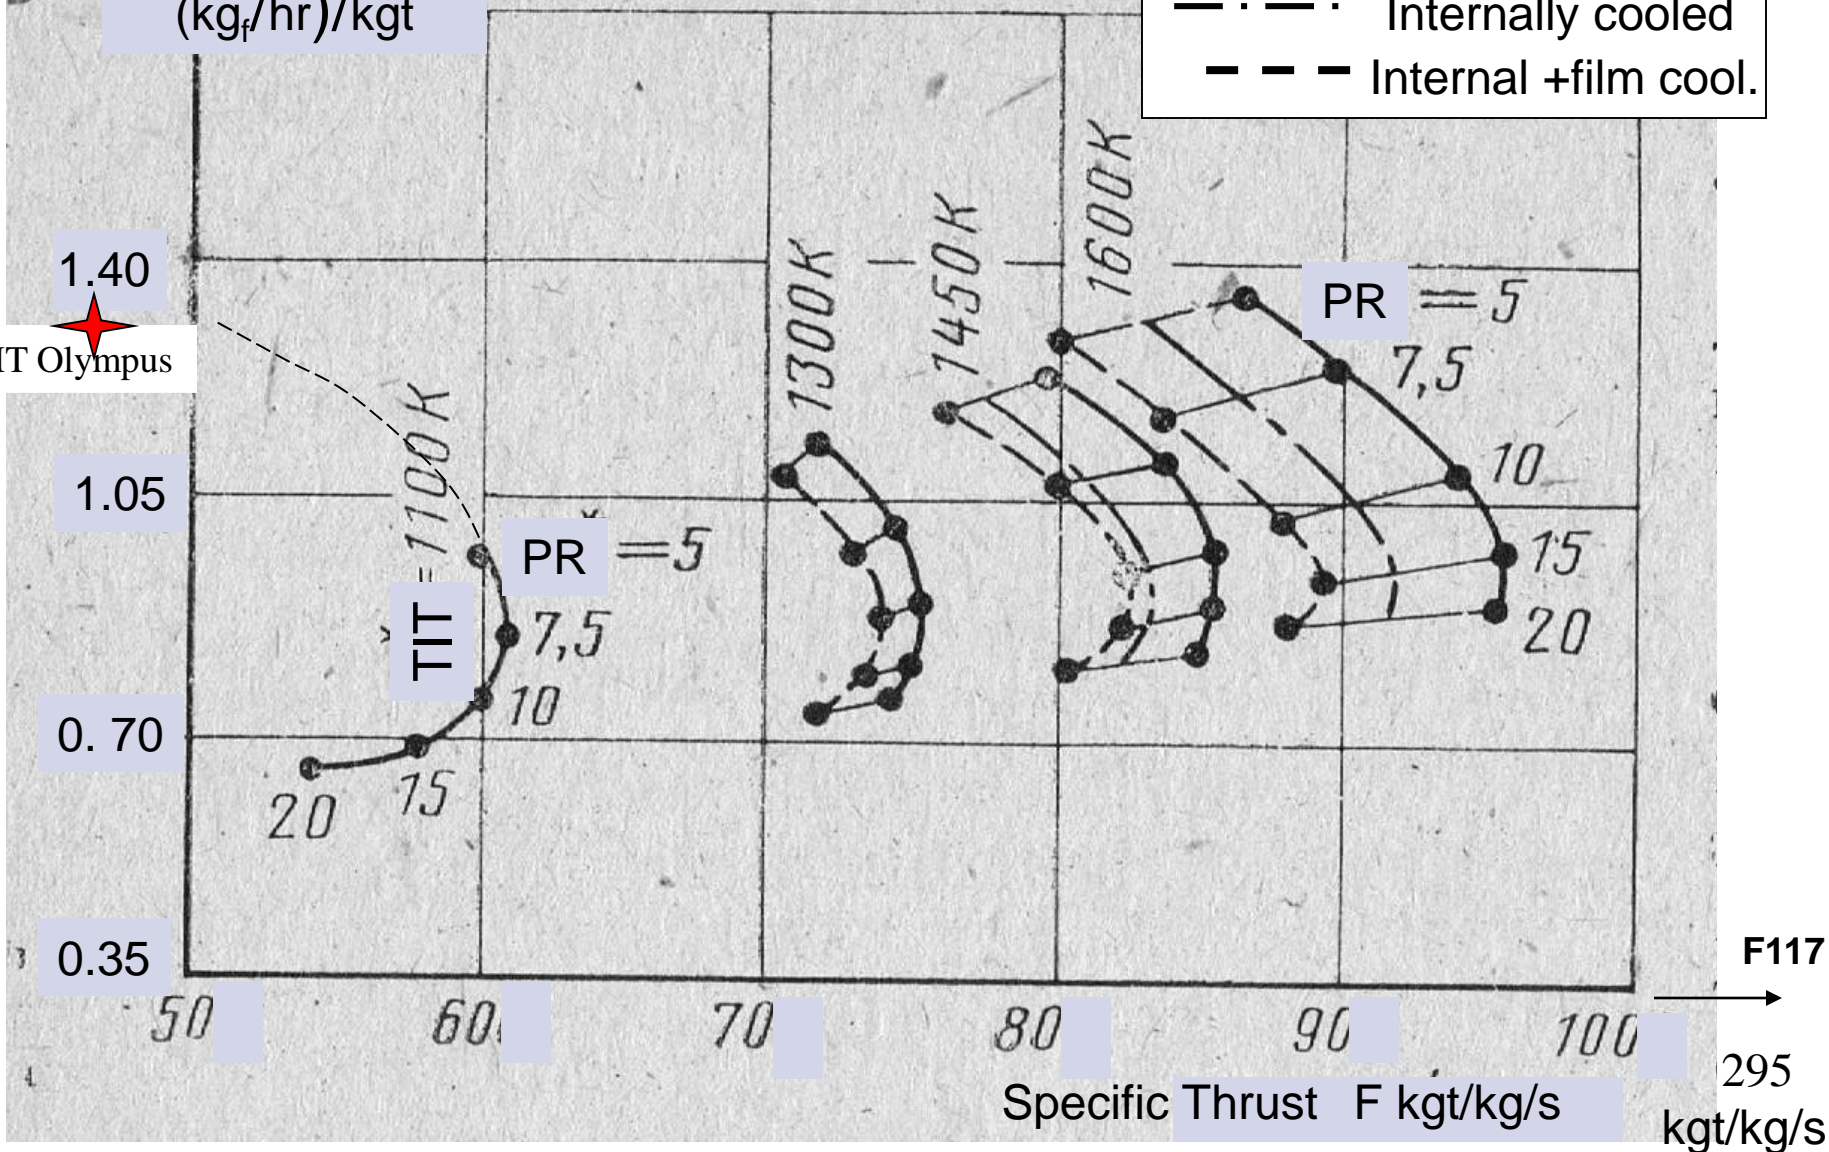 (kgf/hr)/kgt
Internally cooled
Internal +film cool.
1.40
IT Olympus
1.05
0. 70
0.35
TIT = 1100K
1300K
1450K
1600K
PR = 5
7,5
10
15
20
PR = 5
7,5
10
15
20
50
60
70
80
90
100
F117
295
kgt/kg/s
Specific Thrust F kgt/kg/s